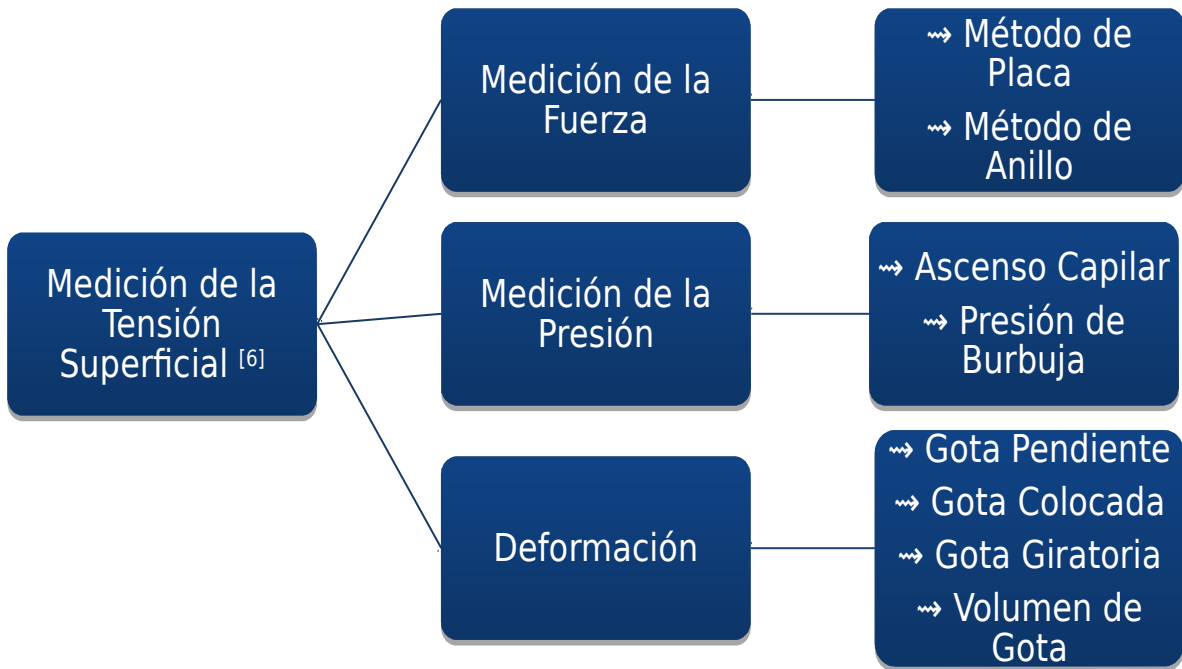 Medición de la
Tensión
Superficial [6]
Medición de la
Fuerza
⇝ Método de
Placa
⇝ Método de
Anillo
Medición de la
Presión
⇝ Ascenso Capilar
⇝ Presión de
Burbuja
Deformación
⇝ Gota Pendiente
⇝ Gota Colocada
⇝ Gota Giratoria
⇝ Volumen de
Gota